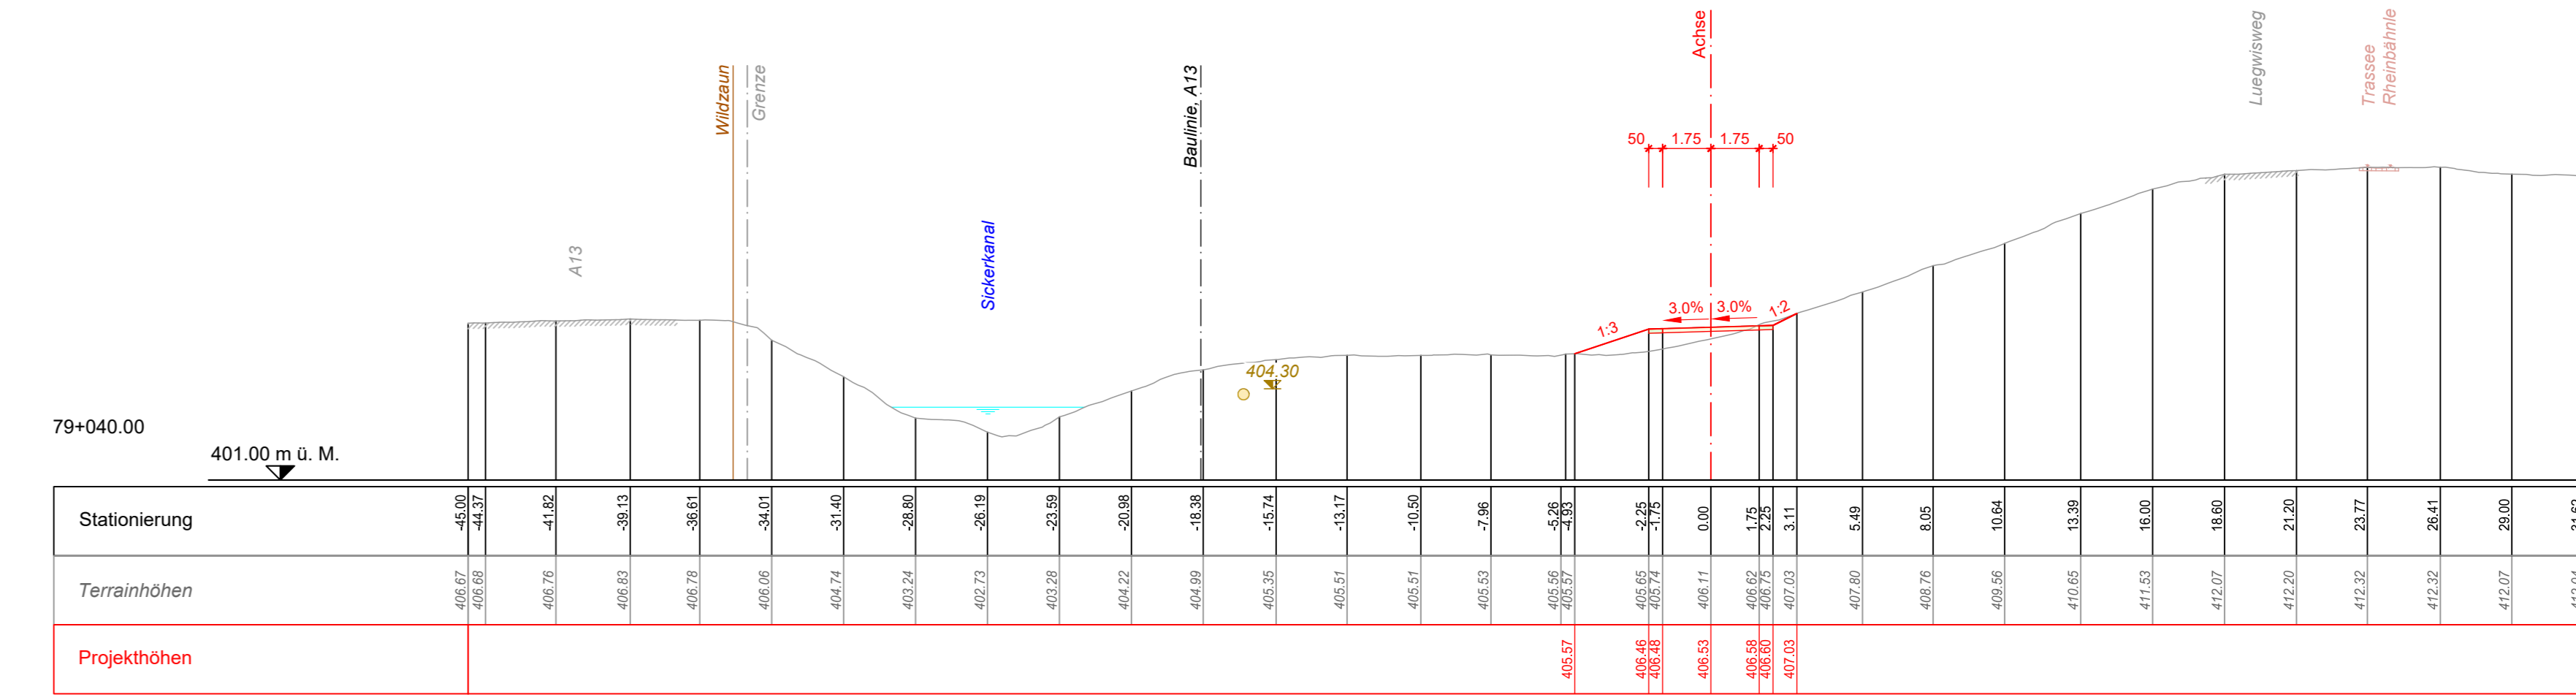 Achse
Luegwisweg
Trassee
Rheinbähnle
Wildzaun
Grenze
Baulinie, A13
50 1.75 1.75 50
A13
Sickerkanal
1:3 3.0% 3.0% 1:2
404.30
79+040.00
401.00 m ü. M.
Stationierung -45.00 -44.37 -41.82 -39.13 -36.61 -34.01 -31.40 -28.80 -26.19 -23.59 -20.98 -18.38 -15.74 -13.17 -10.50 -7.96 -5.26 -4.93 -2.25 -1.75 0.00 1.75 2.25 3.11 5.49 8.05 10.64 13.39 16.00 18.60 21.20 23.77 26.41 29.00
Terrainhöhen 406.67 406.68 406.76 406.83 406.78 406.06 404.74 403.24 402.73 403.28 404.22 404.99 405.35 405.51 405.51 405.53 405.56 405.57 405.65 405.74 406.11 406.62 406.75 407.03 407.80 408.76 409.56 410.65 411.53 412.07 412.20 412.32 412.32 412.07
Projekthöhen 405.57 406.46 406.48 406.53 406.58 406.60 407.03